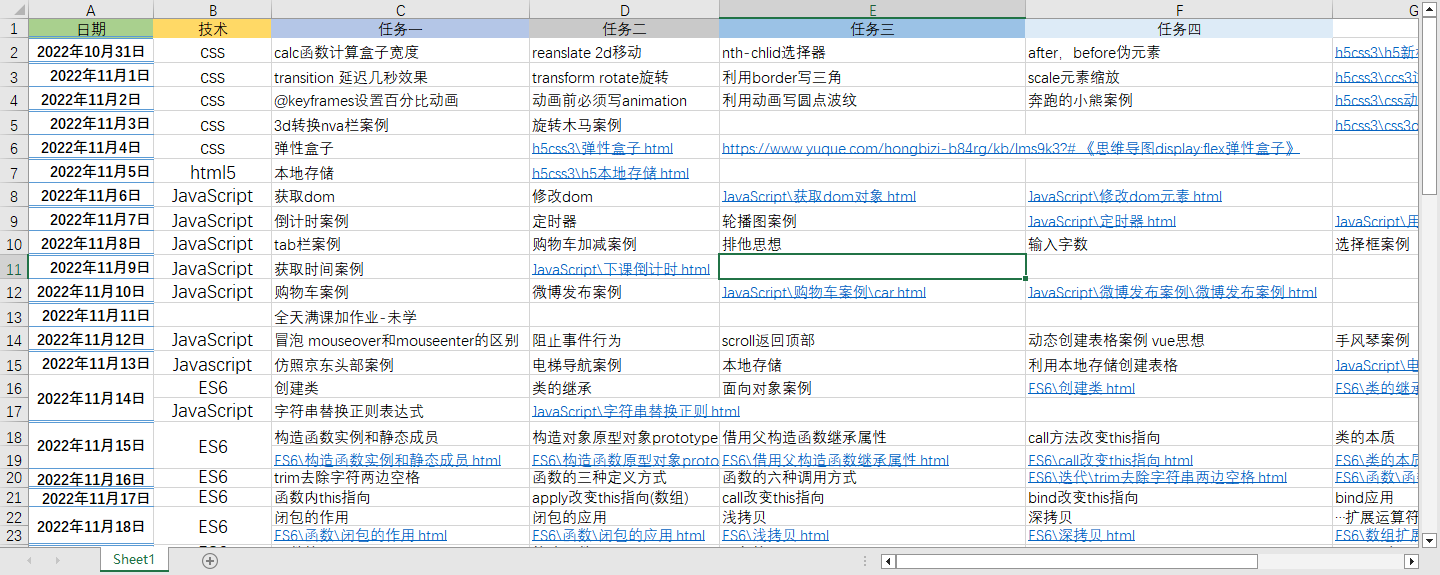 A B C D E F G
1 日期 技术 任务一 任务二 任务三 任务四
2 2022年10月31日 css calc函数计算盒子宽度 reanslate 2d移动 nth-chlid选择器 after，before伪元素 h5css3\h5新
3 2022年11月1日 css transition 延迟几秒效果 transform rotate旋转 利用border写三角 scale元素缩放 h5css3\ccs3
4 2022年11月2日 css @keyframes设置百分比动画 动画前必须写animation 利用动画写圆点波纹 奔跑的小熊案例 h5css3\css动
5 2022年11月3日 css 3d转换nva栏案例 旋转木马案例 h5css3\css3d
6 2022年11月4日 css 弹性盒子 h5css3\弹性盒子.html https://www.yuque.com/hongbizi-b84rg/kb/lms9k3?# 《思维导图display:flex弹性盒子》
7 2022年11月5日 html5 本地存储 h5css3\h5本地存储.html
8 2022年11月6日 JavaScript 获取dom 修改dom JavaScript\获取dom对象.html JavaScript\修改dom元素.html
9 2022年11月7日 JavaScript 倒计时案例 定时器 轮播图案例 JavaScript\定时器.html JavaScript\用
10 2022年11月8日 JavaScript tab栏案例 购物车加减案例 排他思想 输入字数 选择框案例
11 2022年11月9日 JavaScript 获取时间案例 JavaScript\下课倒计时.html
12 2022年11月10日 JavaScript 购物车案例 微博发布案例 JavaScript\购物车案例\car.html JavaScript\微博发布案例\微博发布案例.html
13 2022年11月11日 全天满课加作业-未学
14 2022年11月12日 JavaScript 冒泡 mouseover和mouseenter的区别 阻止事件行为 scroll返回顶部 动态创建表格案例 vue思想 手风琴案例
15 2022年11月13日 Javascript 仿照京东头部案例 电梯导航案例 本地存储 利用本地存储创建表格 JavaScript\电
16 2022年11月14日 ES6 创建类 类的继承 面向对象案例 ES6\创建类.html ES6\类的继
17 JavaScript 字符串替换正则表达式 JavaScript\字符串替换正则.html
18 2022年11月15日 ES6 构造函数实例和静态成员 构造对象原型对象prototype 借用父构造函数继承属性 call方法改变this指向 类的本质
19 ES6\构造函数实例和静态成员.html ES6\构造函数原型对象proto ES6\借用父构造函数继承属性.html ES6\call改变this指向.html ES6\类的本质
20 2022年11月16日 ES6 trim去除字符两边空格 函数的三种定义方式 函数的六种调用方式 ES6\迭代\trim去除字符串两边空格.html ES6\函数\函
21 2022年11月17日 ES6 函数内this指向 apply改变this指向(数组) call改变this指向 bind改变this指向 bind应用
22 2022年11月18日 ES6 闭包的作用 闭包的应用 浅拷贝 深拷贝 ···扩展运算符
23 ES6\函数\闭包的作用.html ES6\函数\闭包的应用.html ES6\浅拷贝.html ES6\深拷贝.html ES6\数组扩展
Sheet1